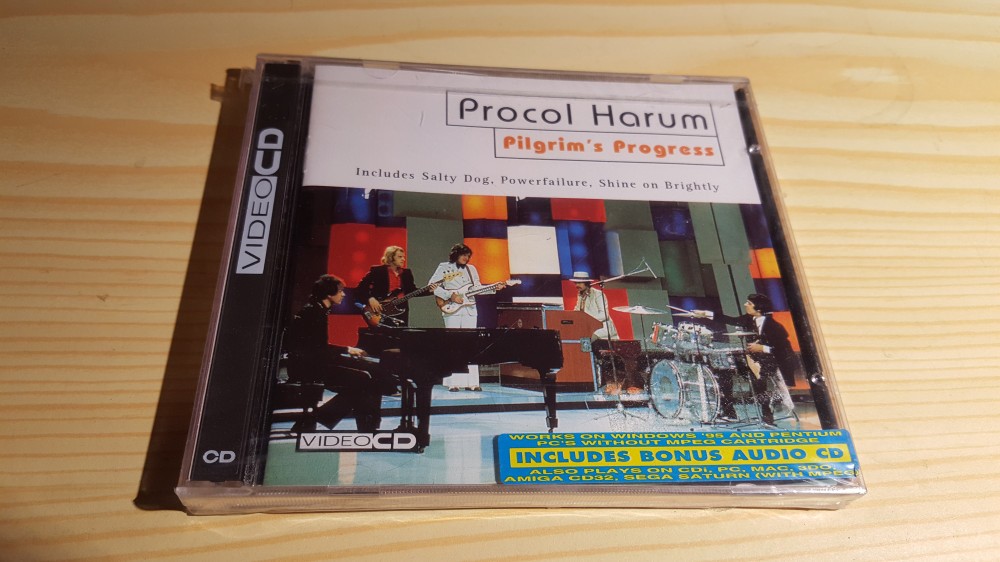 Procol Harum
Pilgrim's Progress
Includes Salty Dog, Powerfailure, Shine on Brightly
VIDEOCD
CD
VIDEOCD
WORKS ON WINDOWS '95 AND PENTIUM
PC'S WITHOUT MPEG CARTRIDGE
INCLUDES BONUS AUDIO CD
ALSO PLAYS ON CDi, PC, MAC, 3DO,
AMIGA CD32, SEGA SATURN (WITH MPEG